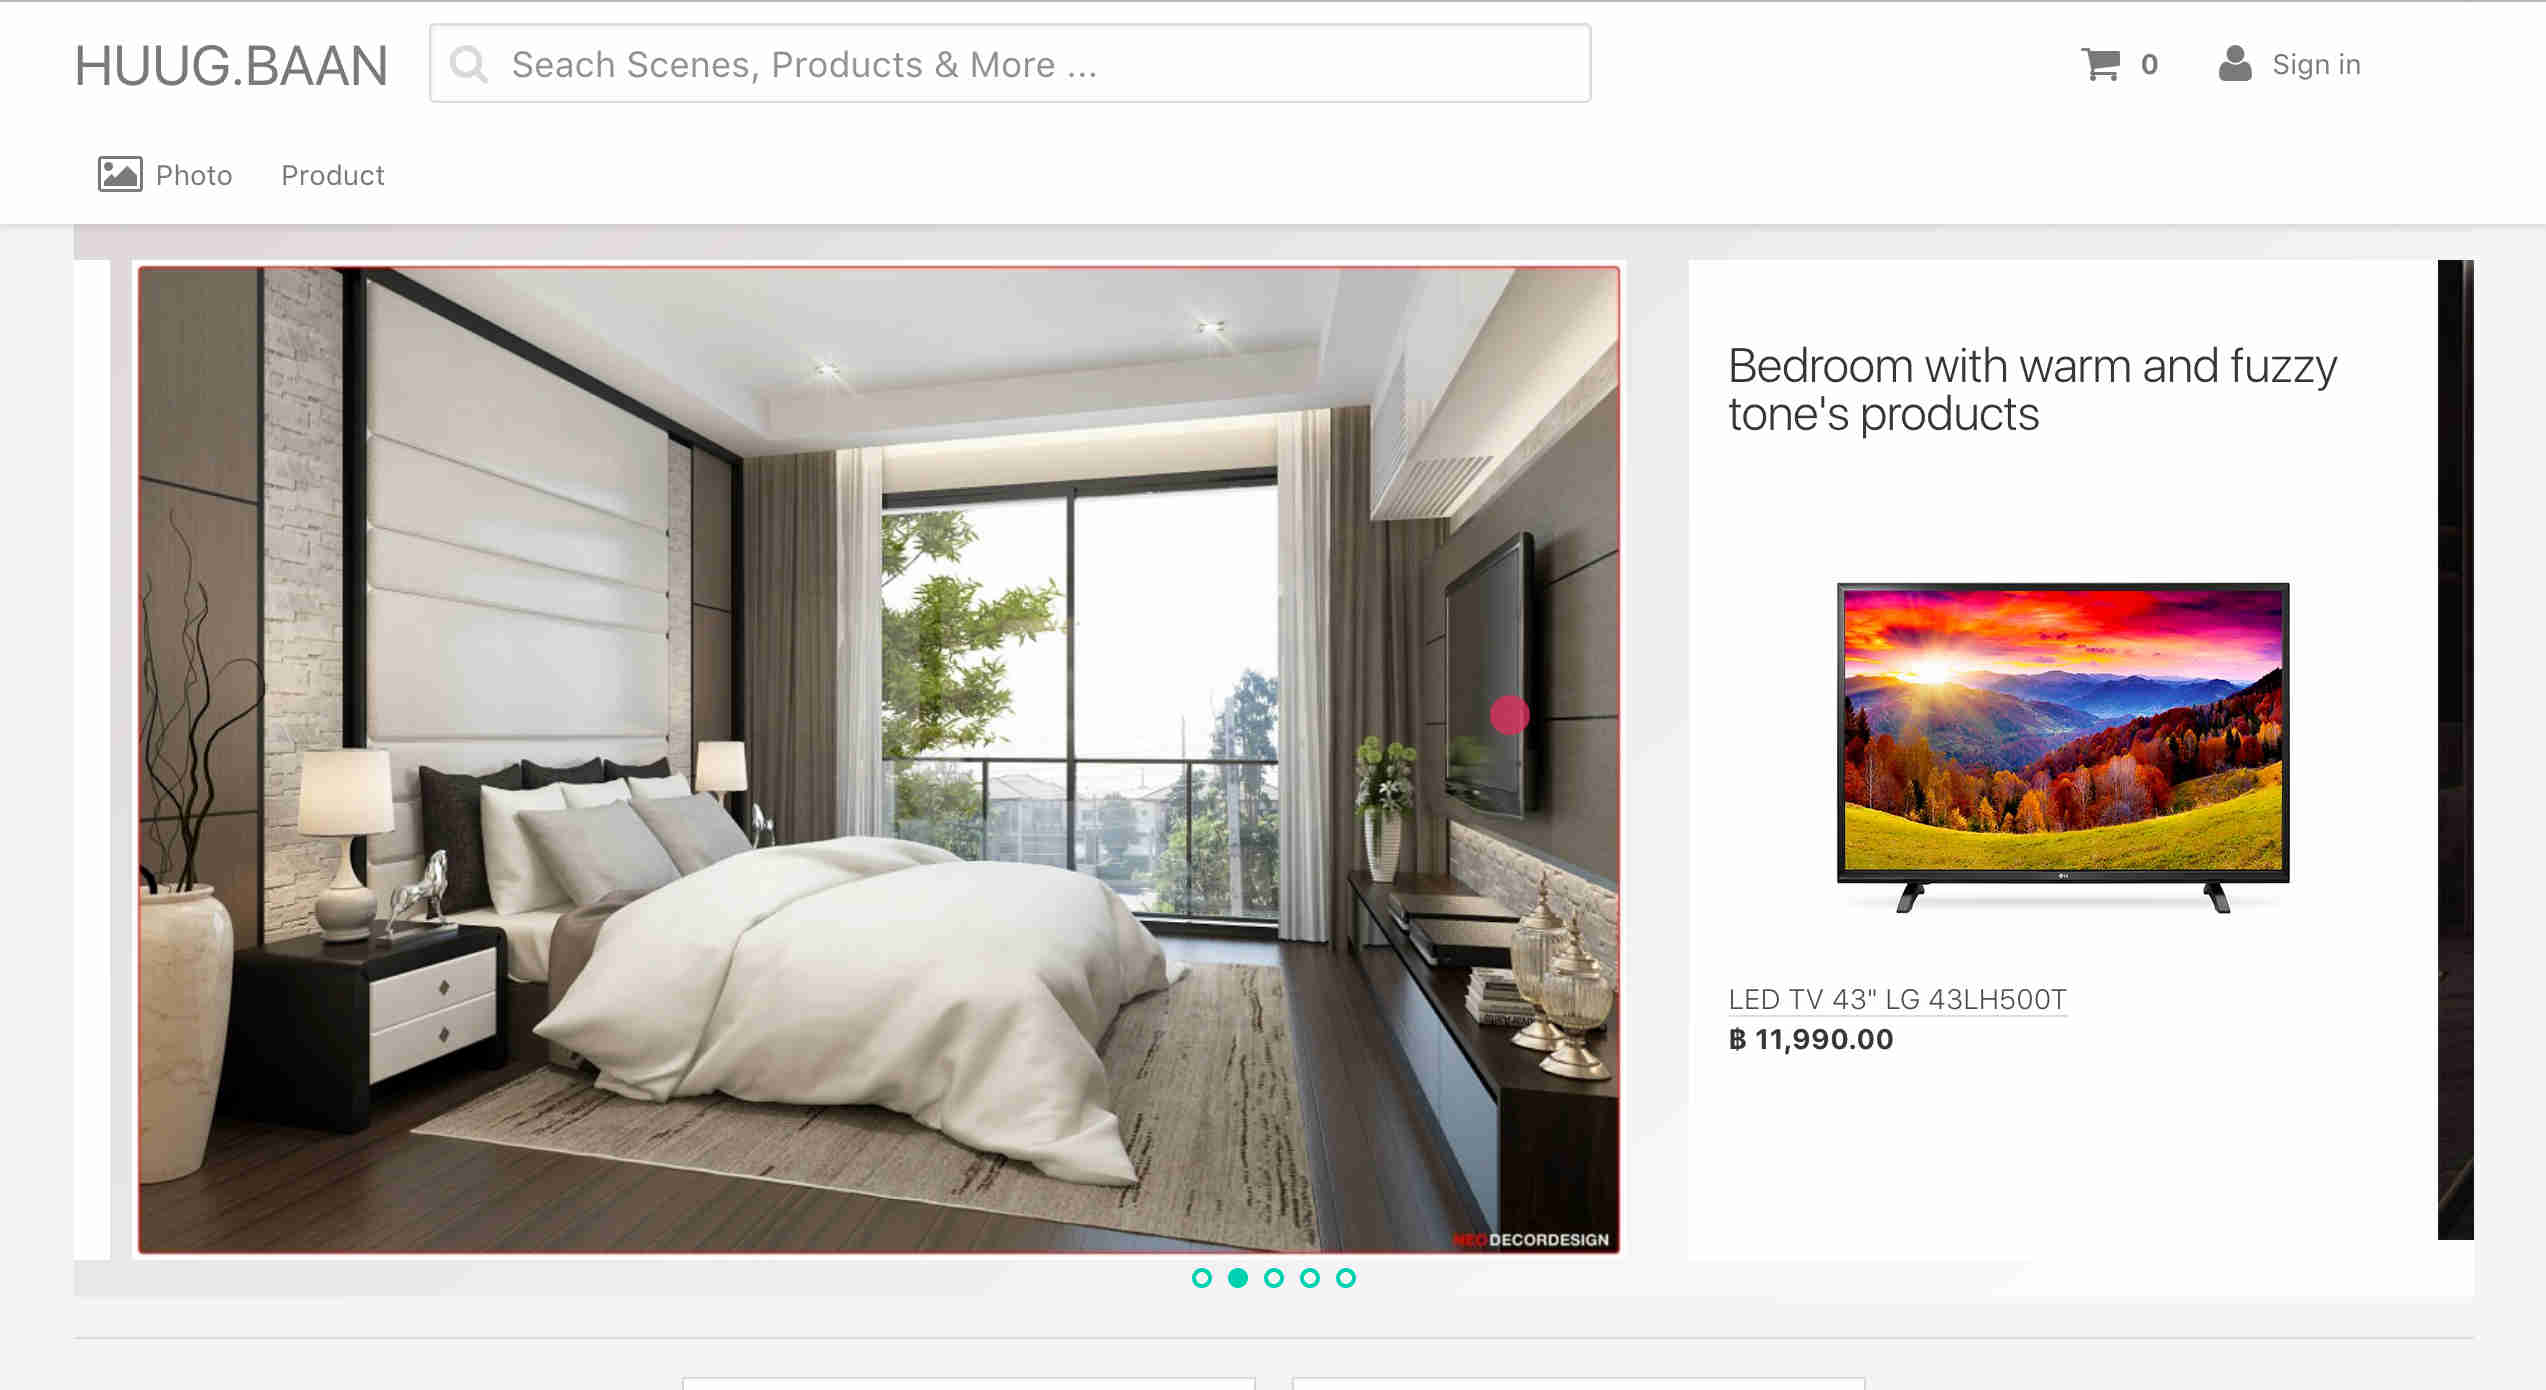 HUUG.BAAN
Seach Scenes, Products & More ...
0
Sign in
Photo
Product
Bedroom with warm and fuzzy
tone's products
LED TV 43" LG 43LH500T
฿ 11,990.00
NEODECORDESIGN